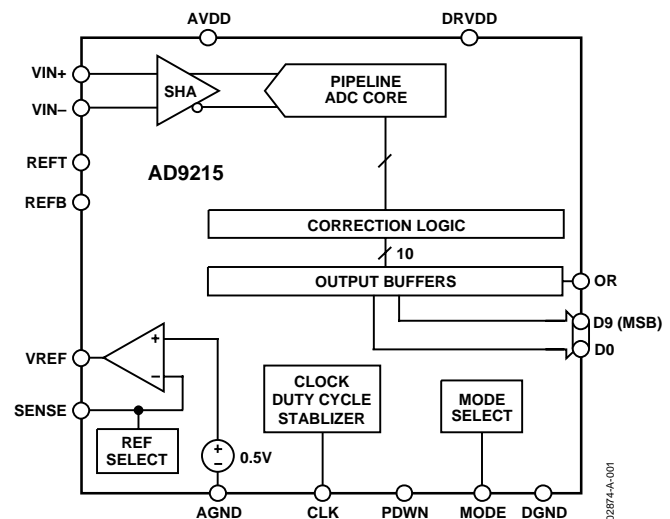 AVDD
DRVDD
VIN+
VIN–
SHA
PIPELINE
ADC CORE
REFT
REFB
AD9215
CORRECTION LOGIC
10
OUTPUT BUFFERS
OR
D9 (MSB)
D0
VREF
+
–
SENSE
REF
SELECT
+
–
0.5V
CLOCK
DUTY CYCLE
STABLIZER
MODE
SELECT
AGND
CLK
PDWN
MODE
DGND
02874-A-001